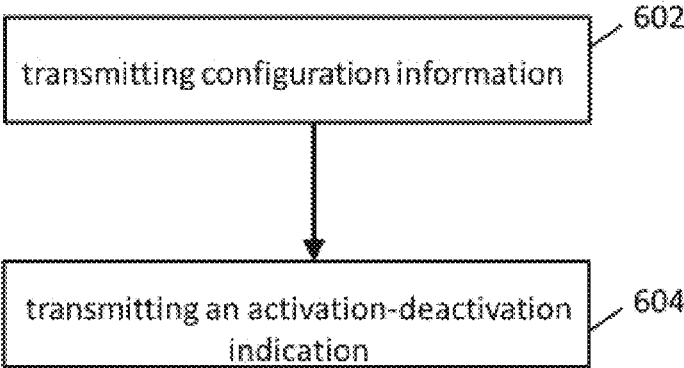 602
transmitting configuration information
transmitting an activation-deactivation
indication
604